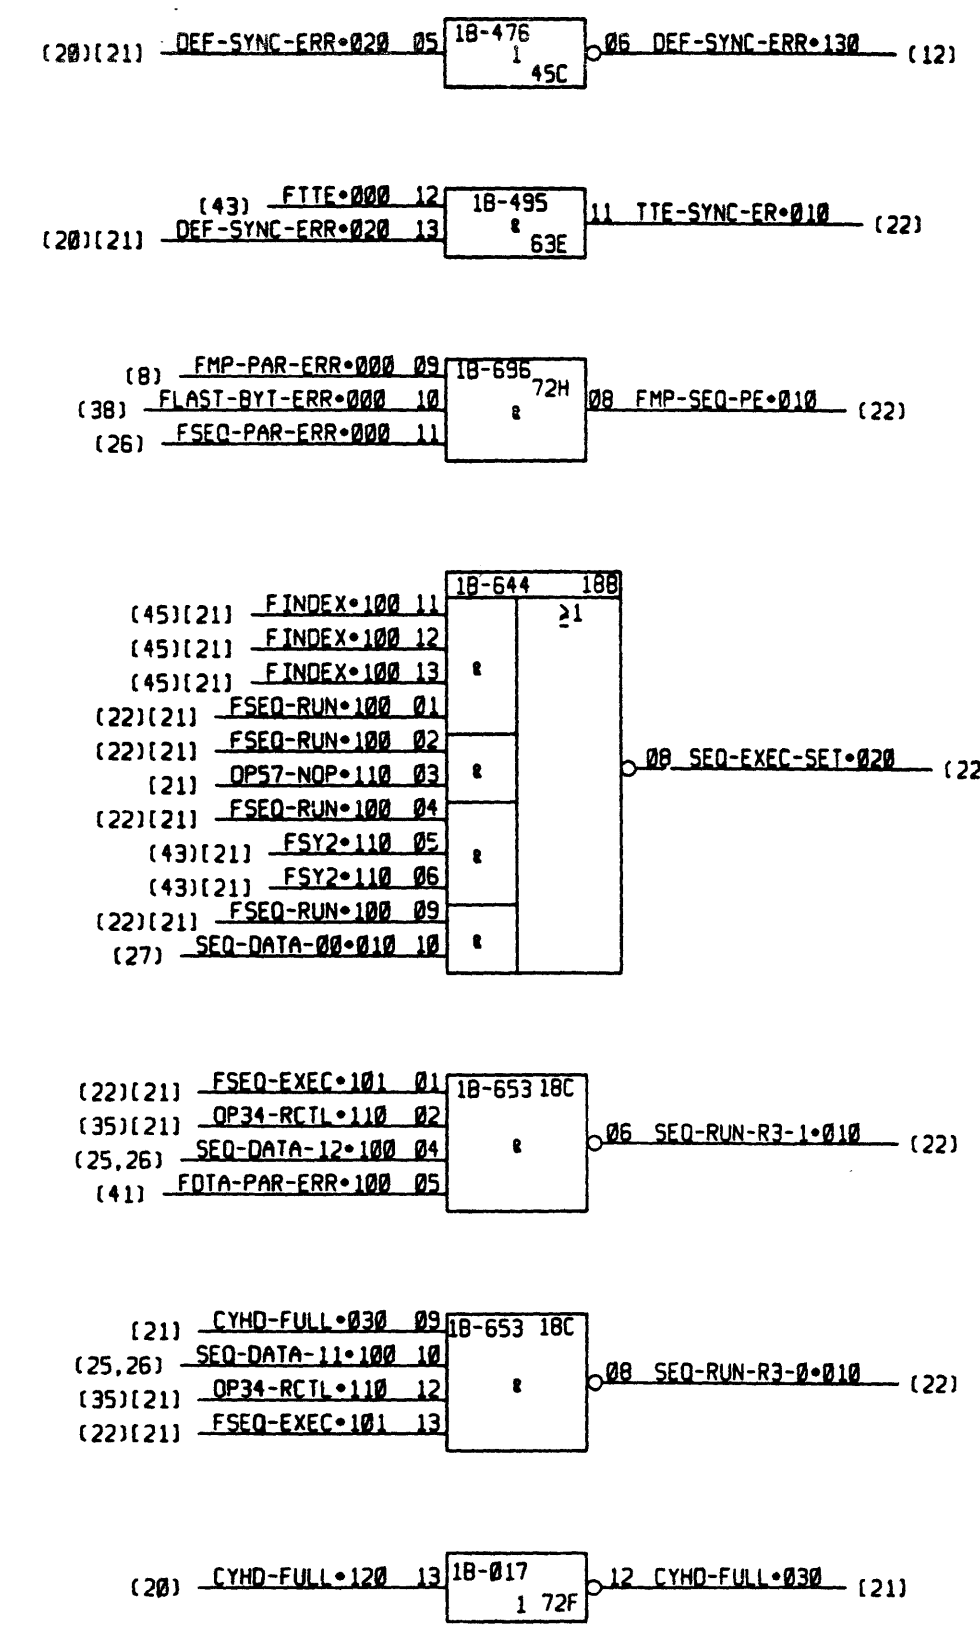 (20)[21] DEF-SYNC-ERR•020 05 1B-476 1 45C 06 DEF-SYNC-ERR•130 (12)
(43) FTTE•000 12 1B-495 & 63E 11 TTE-SYNC-ER•010 (22)
(20)[21] DEF-SYNC-ERR•020 13
(8) FMP-PAR-ERR•000 09 1B-696 72H & 08 FMP-SEQ-PE•010 (22)
(38) FLAST-BYT-ERR•000 10
(26) FSEQ-PAR-ERR•000 11
1B-644 18B
≥1
(45)[21] FINDEX•100 11
(45)[21] FINDEX•100 12
(45)[21] FINDEX•100 13 &
(22)[21] FSEQ-RUN•100 01
(22)[21] FSEQ-RUN•100 02
[21] OP57-NOP•110 03 & 08 SEQ-EXEC-SET•020 (22
(22)[21] FSEQ-RUN•100 04
(43)[21] FSY2•110 05 &
(43)[21] FSY2•110 06
(22)[21] FSEQ-RUN•100 09
(27) SEQ-DATA-00•010 10 &
(22)[21] FSEQ-EXEC•101 01 1B-653 18C
(35)[21] OP34-RCTL•110 02 & 06 SEQ-RUN-R3-1•010 (22)
(25,26) SEQ-DATA-12•100 04
(41) FDTA-PAR-ERR•100 05
[21] CYHD-FULL•030 09 1B-653 18C
(25,26) SEQ-DATA-11•100 10 & 08 SEQ-RUN-R3-0•010 (22)
(35)[21] OP34-RCTL•110 12
(22)[21] FSEQ-EXEC•101 13
(20) CYHD-FULL•120 13 1B-017 1 72F 12 CYHD-FULL•030 [21]